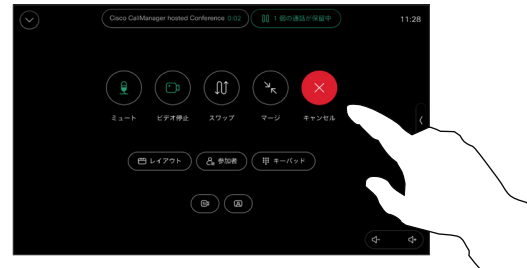 Cisco CallManager hosted Conference 0:02
1 個の通話が保留中
11:28
ミュート
ビデオ停止
スワップ
マージ
キャンセル
レイアウト
参加者
キーパッド